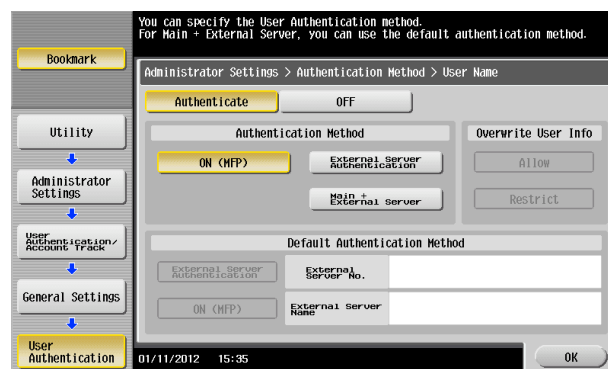 You can specify the User Authentication method.
For Main + External Server, you can use the default authentication method.
Bookmark
Administrator Settings > Authentication Method > User Name
Authenticate
OFF
Utility
Authentication Method
Overwrite User Info
ON (MFP)
External Server
Authentication
Allow
Administrator
Settings
Main +
External Server
Restrict
User
Authentication/
Account Track
Default Authentication Method
External Server
Authentication
External
Server No.
General Settings
ON (MFP)
External Server
Name
User
Authentication
01/11/2012 15:35
OK